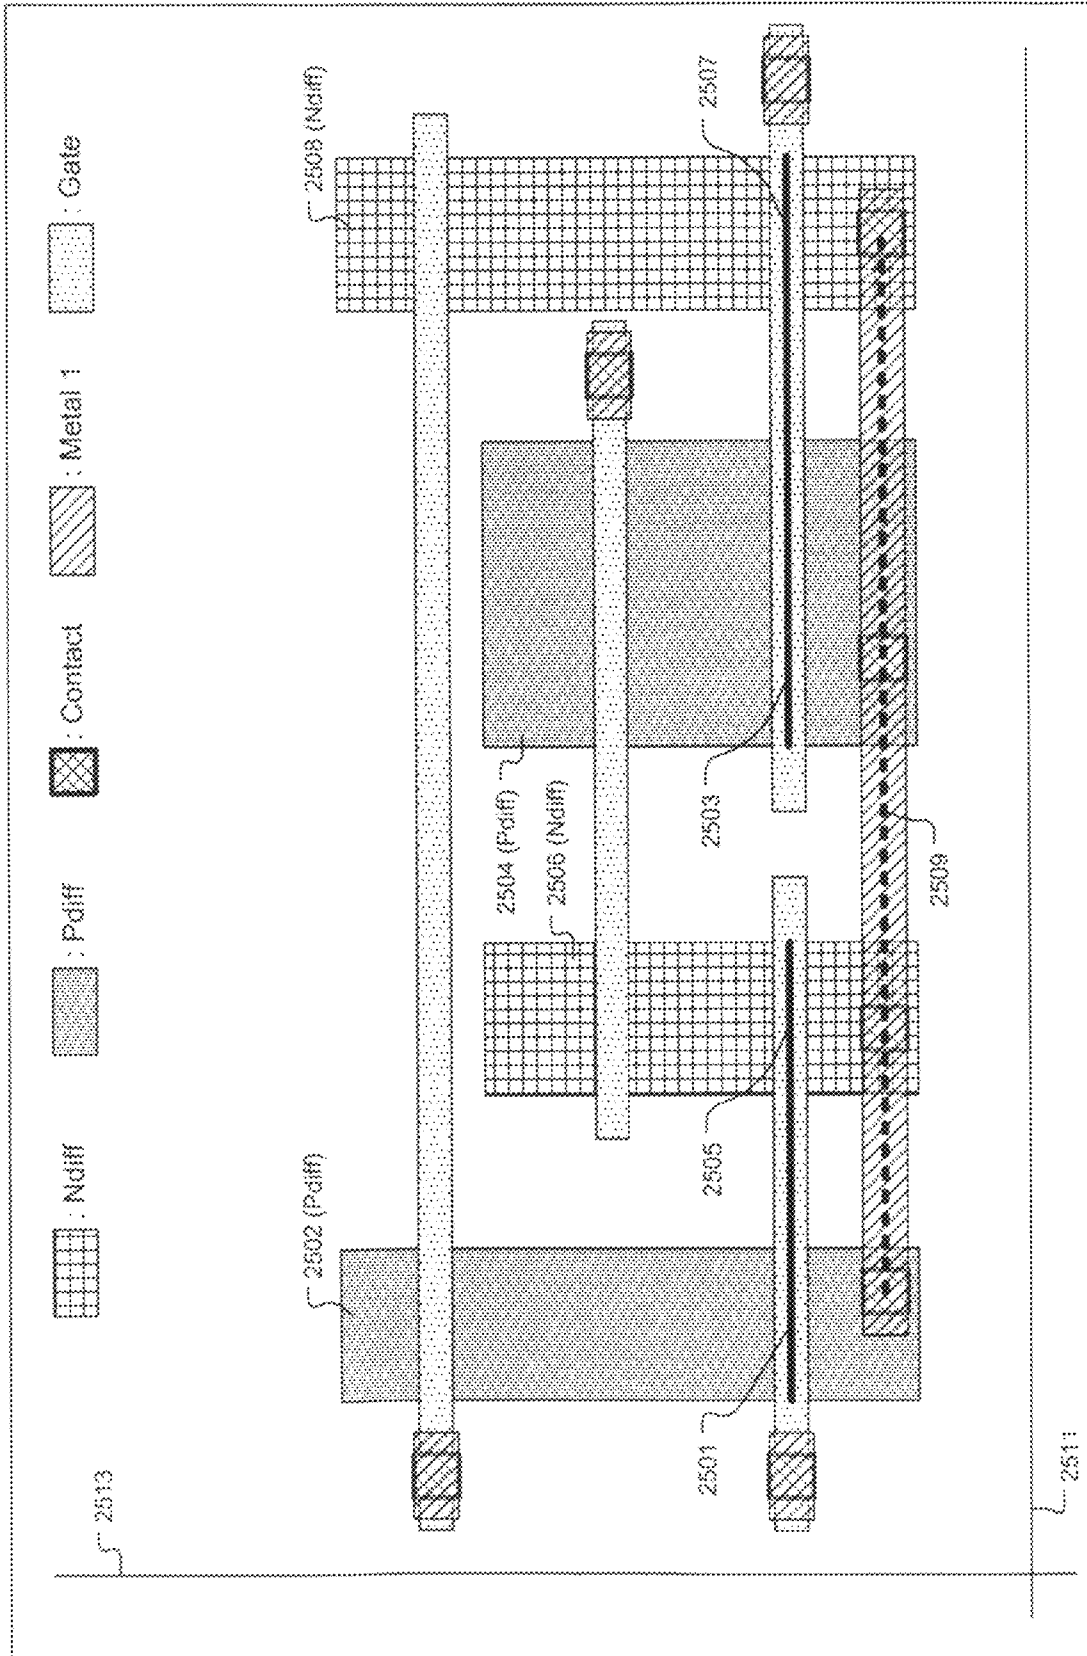 : Ndiff
: Pdiff
: Contact
: Metal 1
: Gate
2513
2502 (Pdiff)
2508 (Ndiff)
2504 (Pdiff)
2506 (Ndiff)
2501
2505
2503
2507
2509
2511